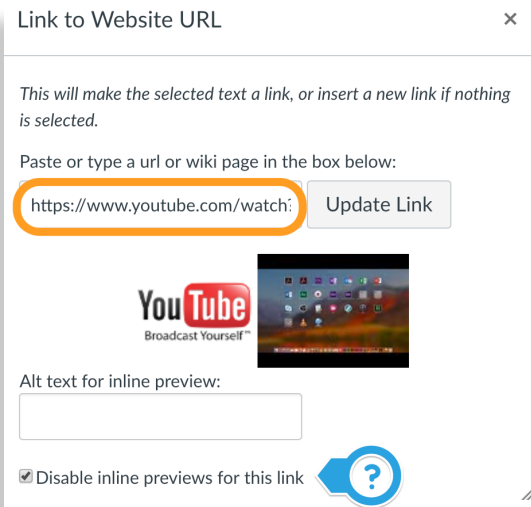 Link to Website URL ×
This will make the selected text a link, or insert a new link if nothing
is selected.
Paste or type a url or wiki page in the box below:
https://www.youtube.com/watch? Update Link
YouTube
Broadcast Yourself™
Alt text for inline preview:
Disable inline previews for this link ?